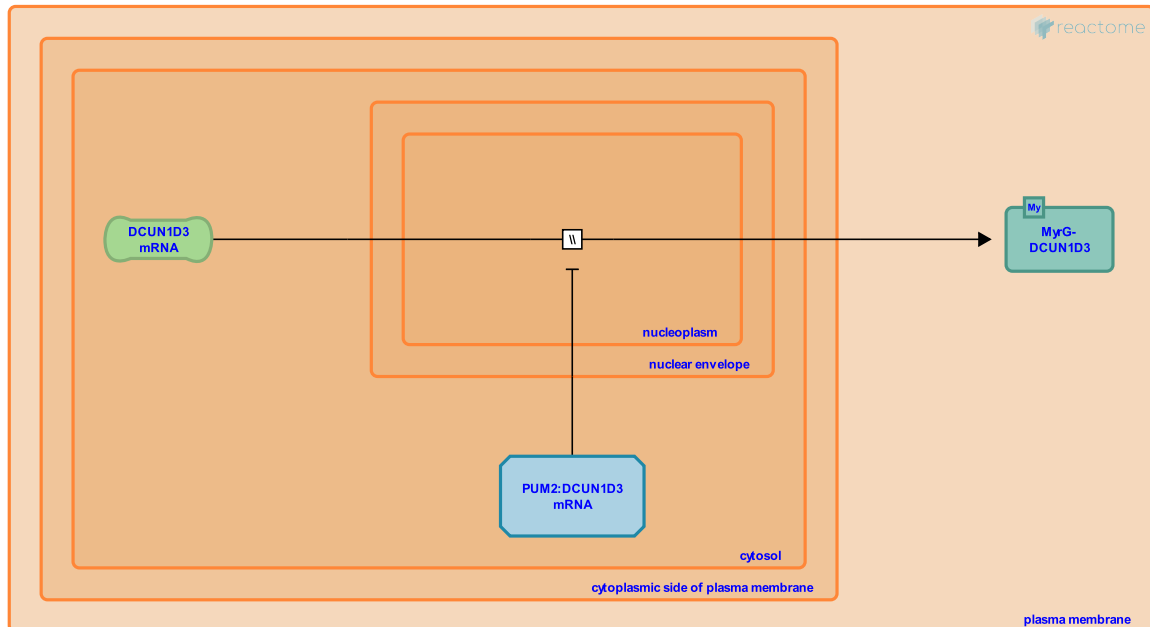 reactome
DCUN1D3
mRNA
\\
My
MyrG-
DCUN1D3
nucleoplasm
nuclear envelope
PUM2:DCUN1D3
mRNA
cytosol
cytoplasmic side of plasma membrane
plasma membrane